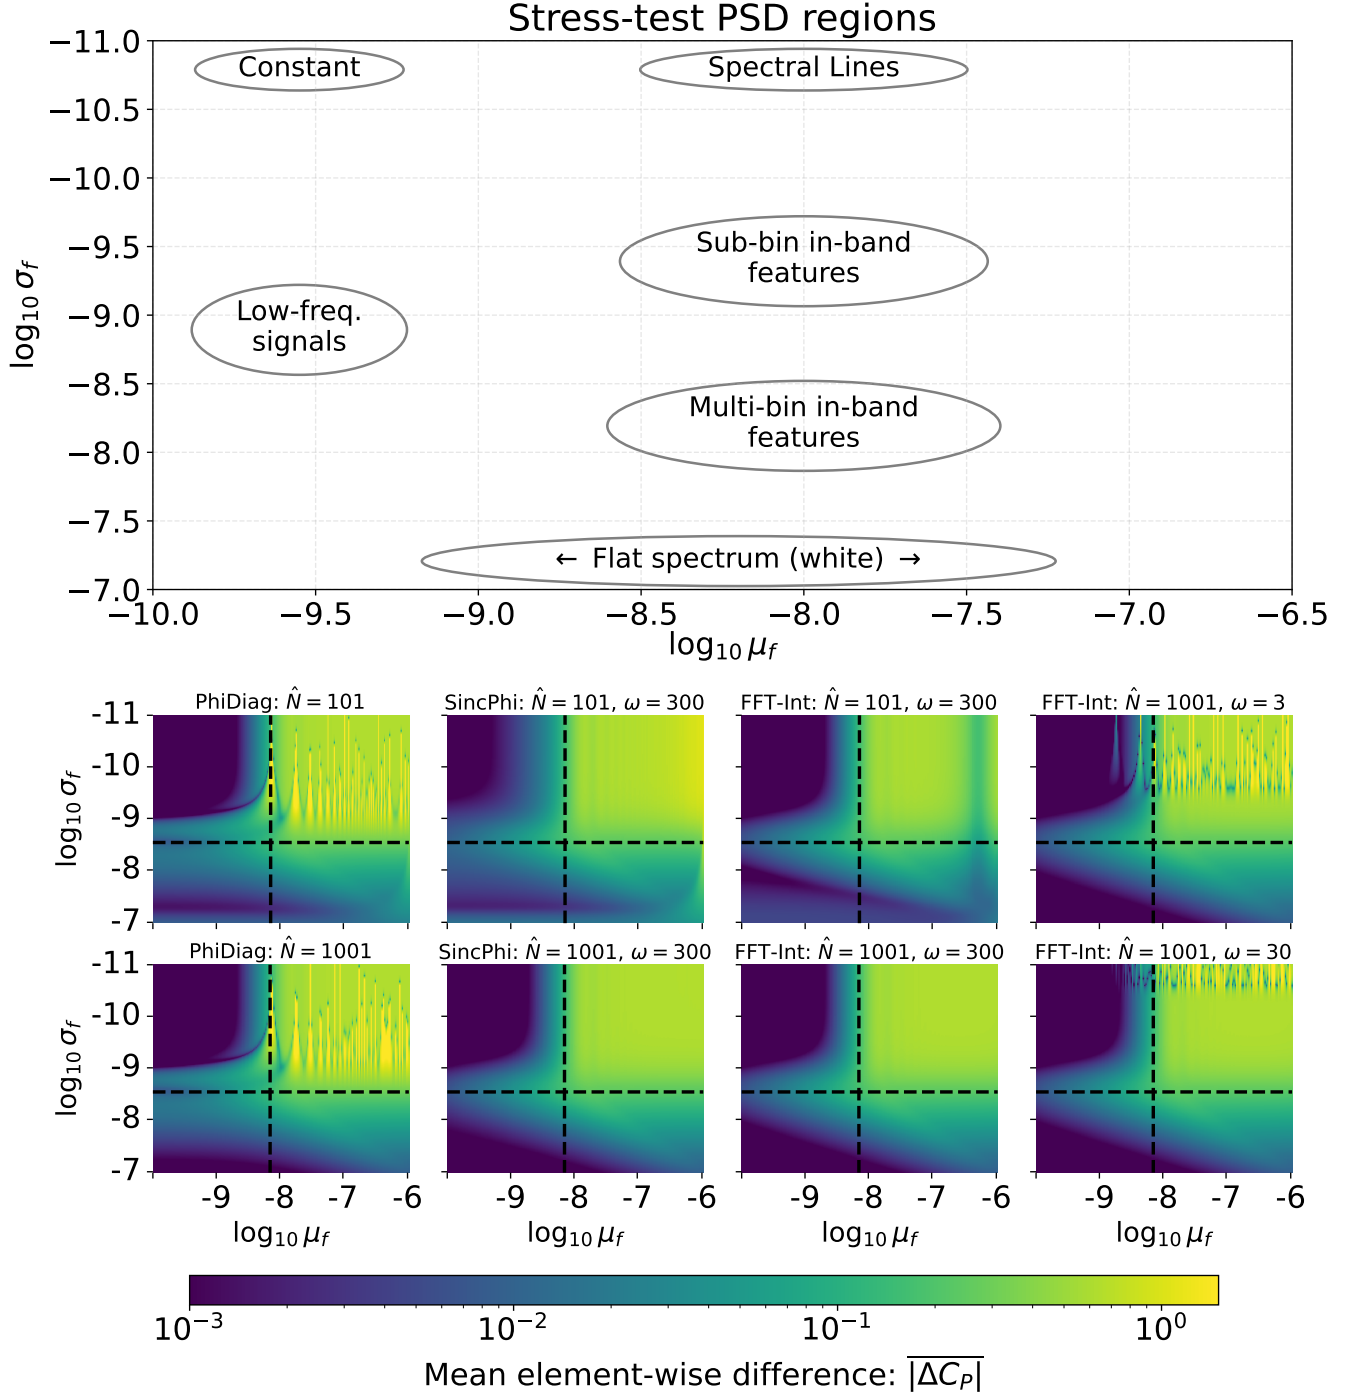 Stress-test PSD regions
−11.0
−10.5
−10.0
−9.5
−9.0
−8.5
−8.0
−7.5
−7.0
log₁₀ σ_f
Constant
Spectral Lines
Sub-bin in-band
features
Low-freq.
signals
Multi-bin in-band
features
← Flat spectrum (white) →
−10.0 −9.5 −9.0 −8.5 −8.0 −7.5 −7.0 −6.5
log₁₀ μ_f
PhiDiag: N̂ = 101
SincPhi: N̂ = 101, ω = 300
FFT-Int: N̂ = 101, ω = 300
FFT-Int: N̂ = 1001, ω = 3
-11
-10
-9
-8
-7
log₁₀ σ_f
PhiDiag: N̂ = 1001
SincPhi: N̂ = 1001, ω = 300
FFT-Int: N̂ = 1001, ω = 300
FFT-Int: N̂ = 1001, ω = 30
-11
-10
-9
-8
-7
log₁₀ σ_f
-9 -8 -7 -6
-9 -8 -7 -6
-9 -8 -7 -6
-9 -8 -7 -6
log₁₀ μ_f
log₁₀ μ_f
log₁₀ μ_f
log₁₀ μ_f
10⁻³ 10⁻² 10⁻¹ 10⁰
Mean element-wise difference: \overline{|ΔC_P|}